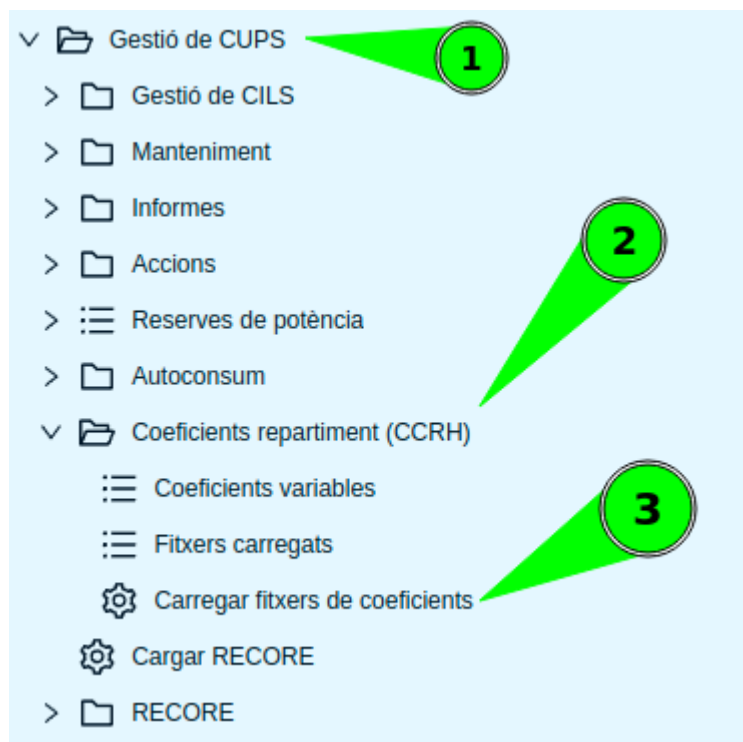 Gestió de CUPS
1
Gestió de CILS
Manteniment
Informes
2
Accions
Reserves de potència
Autoconsum
Coeficients repartiment (CCRH)
Coeficients variables
3
Fitxers carregats
Carregar fitxers de coeficients
Cargar RECORE
RECORE